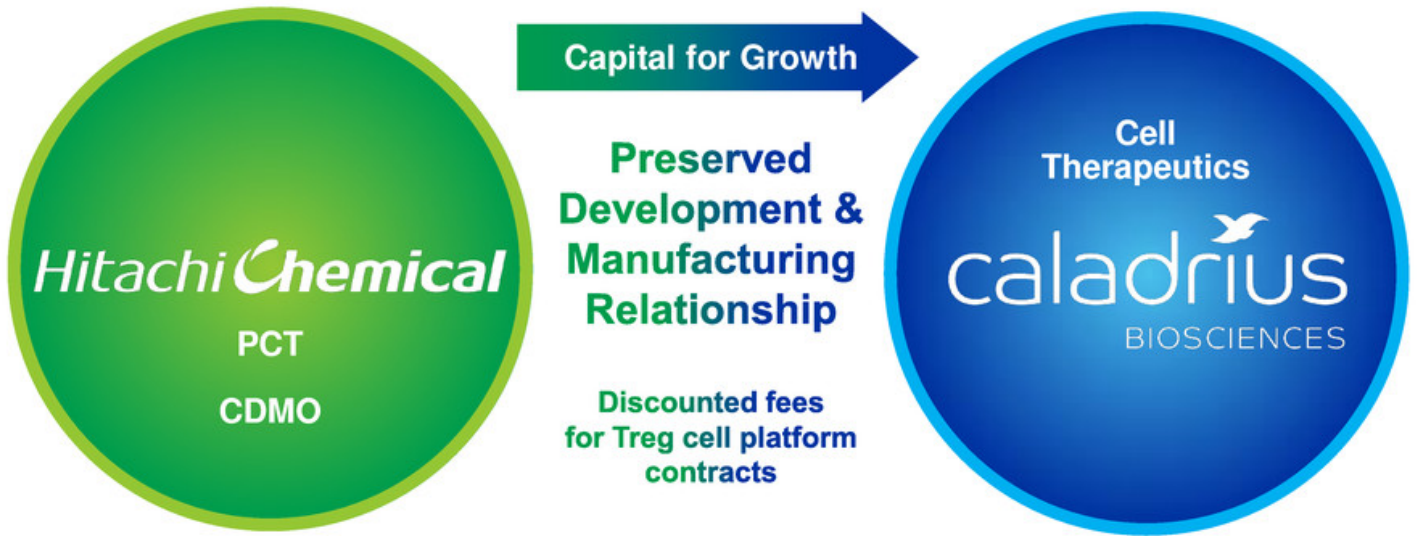 Hitachi Chemical
PCT
CDMO
Capital for Growth
Preserved
Development &
Manufacturing
Relationship
Discounted fees
for Treg cell platform
contracts
Cell
Therapeutics
caladrius
BIOSCIENCES